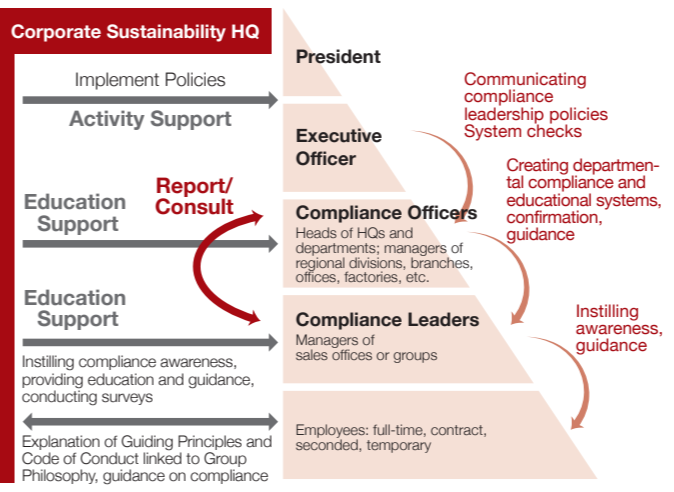 Corporate Sustainability HQ
Implement Policies
Activity Support
Education
Support
Report/
Consult
Education
Support
Instilling compliance awareness,
providing education and guidance,
conducting surveys
Explanation of Guiding Principles and
Code of Conduct linked to Group
Philosophy, guidance on compliance
President
Executive
Officer
Compliance Officers
Heads of HQs and
departments; managers of
regional divisions, branches,
offices, factories, etc.
Compliance Leaders
Managers of
sales offices or groups
Employees: full-time, contract,
seconded, temporary
Communicating
compliance
leadership policies
System checks
Creating departmen-
tal compliance and
educational systems,
confirmation,
guidance
Instilling
awareness,
guidance